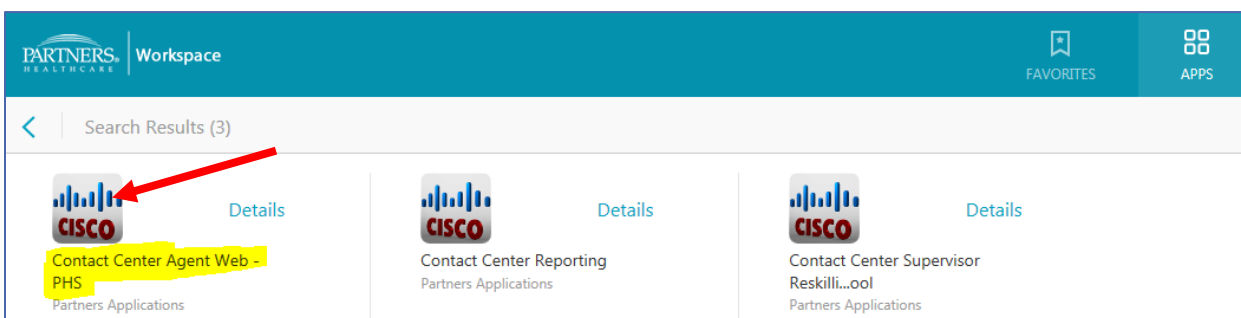 PARTNERS® HEALTHCARE Workspace
FAVORITES
APPS
Search Results (3)
CISCO
Details
CISCO
Details
CISCO
Details
Contact Center Agent Web -
PHS
Partners Applications
Contact Center Reporting
Partners Applications
Contact Center Supervisor
Reskilli...ool
Partners Applications